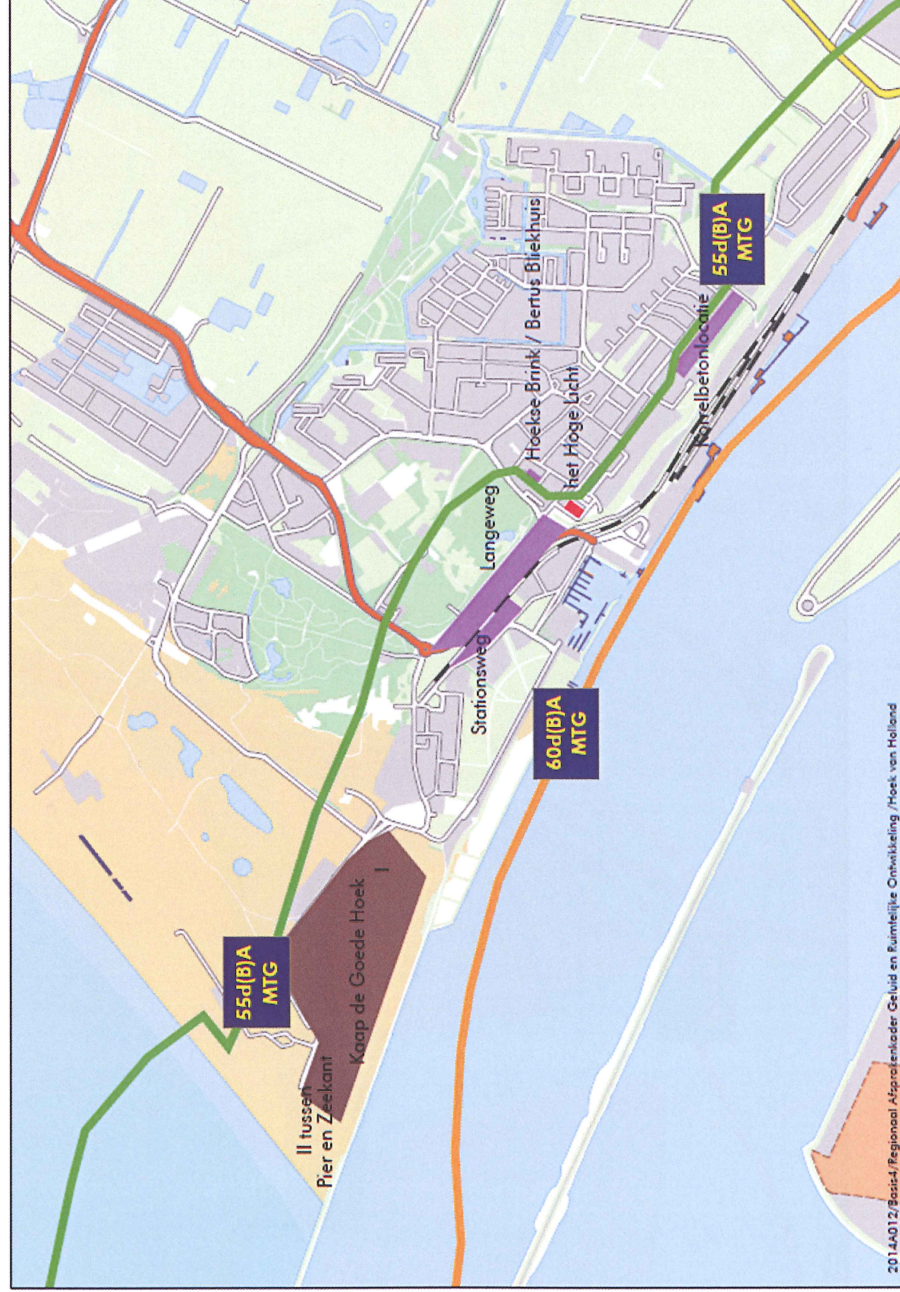 55d(B)A
MTG
II tussen
Pier en Zeekant
Kaap de Goede Hoek
I
60d(B)A
MTG
Stationsweg
Langeweg
Hoekse Brink / Bertus Bliekhuis
het Hoge Licht
Korrelbetonlocatie
55d(B)A
MTG
2014A012/Basis4/Regionaal Afsprakenkader Geluid en Ruimtelijke Ontwikkeling /Hoek van Holland